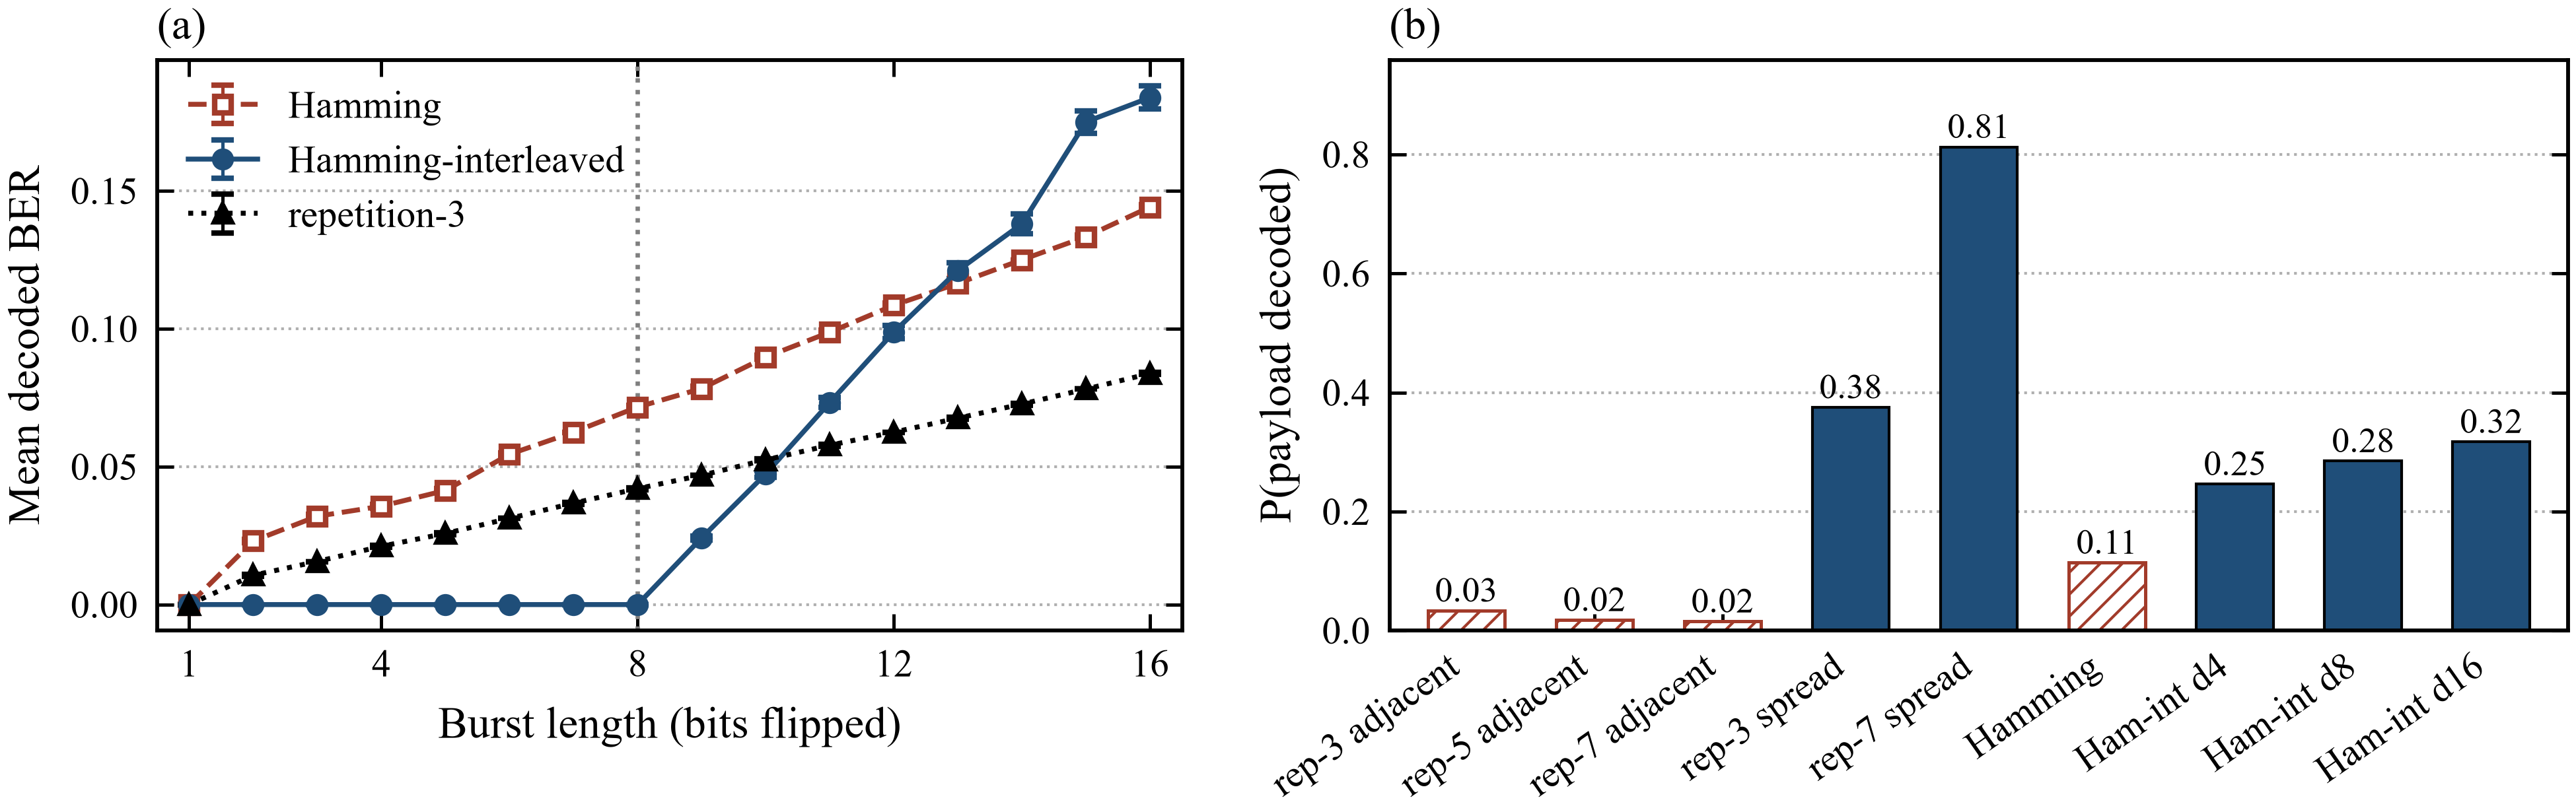 (a)
Mean decoded BER
0.15
0.10
0.05
0.00
Hamming
Hamming-interleaved
repetition-3
1 4 8 12 16
Burst length (bits flipped)
(b)
P(payload decoded)
0.8
0.6
0.4
0.2
0.0
0.03 0.02 0.02 0.38 0.81 0.11 0.25 0.28 0.32
rep-3 adjacent
rep-5 adjacent
rep-7 adjacent
rep-3 spread
rep-7 spread
Hamming
Ham-int d4
Ham-int d8
Ham-int d16